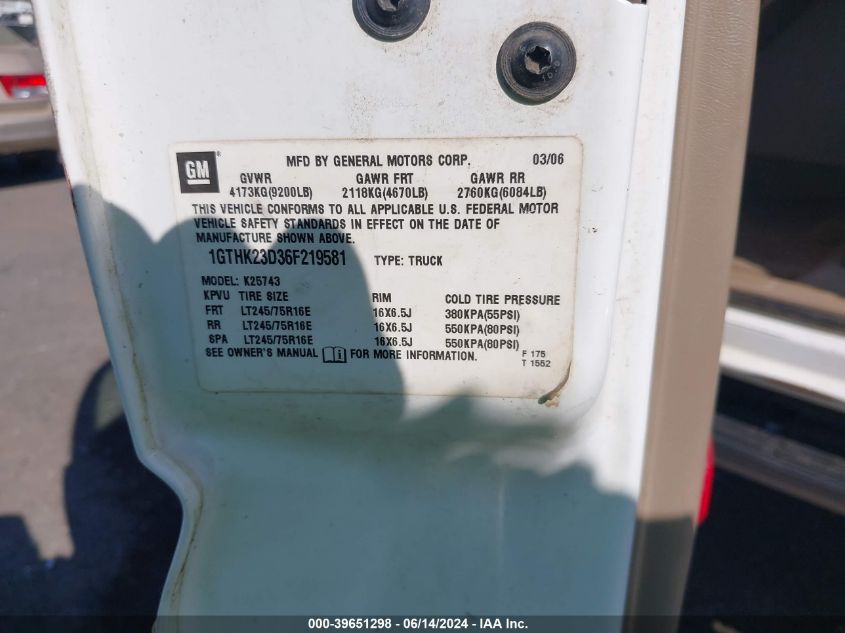 GM
MFD BY GENERAL MOTORS CORP. 03/06
GVWR GAWR FRT GAWR RR
4173KG(9200LB) 2118KG(4670LB) 2760KG(6084LB)
THIS VEHICLE CONFORMS TO ALL APPLICABLE U.S. FEDERAL MOTOR
VEHICLE SAFETY STANDARDS IN EFFECT ON THE DATE OF
MANUFACTURE SHOWN ABOVE.
1GTHK23D36F219581 TYPE: TRUCK
MODEL: K25743
KPVU TIRE SIZE RIM COLD TIRE PRESSURE
FRT LT245/75R16E 16X6.5J 380KPA(55PSI)
RR LT245/75R16E 16X6.5J 550KPA(80PSI)
SPA LT245/75R16E 16X6.5J 550KPA(80PSI)
SEE OWNER'S MANUAL FOR MORE INFORMATION. F 175
T 1552
000-39651298 - 06/14/2024 - IAA Inc.